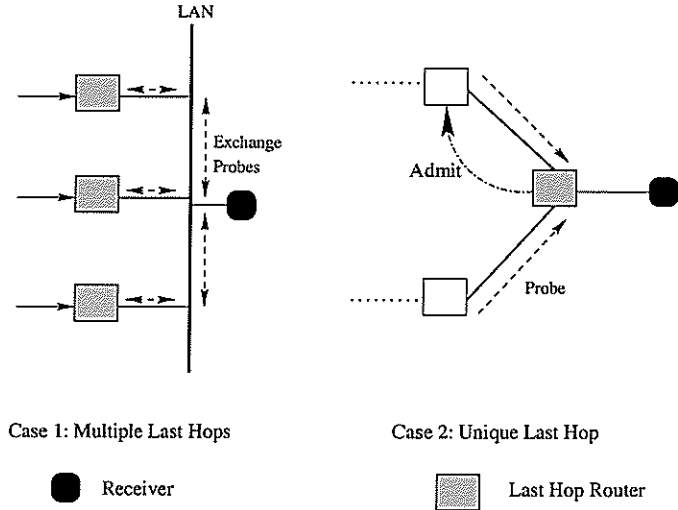 LAN
Exchange
Probes
Admit
Probe
Case 1: Multiple Last Hops
Case 2: Unique Last Hop
Receiver
Last Hop Router